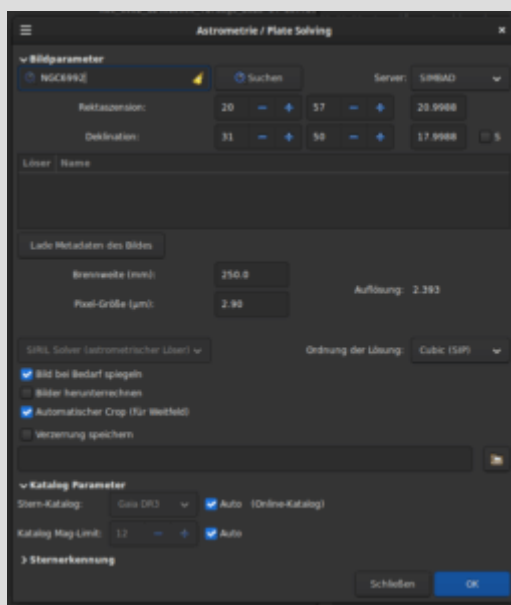 Astrometrie / Plate Solving
Bildparameter
NGC6992 Suchen Server: SIMBAD
Rektaszension: 20 57 20.9988
Deklination: 31 50 17.9988 S
Löser Name
Lade Metadaten des Bildes
Brennweite (mm): 250.0
Auflösung: 2.393
Pixel-Größe (µm): 2.90
SIRIL Solver (astrometrischer Löser) Ordnung der Lösung: Cubic (SIP)
Bild bei Bedarf spiegeln
Bilder herunterrechnen
Automatischer Crop (für Weitfeld)
Verzerrung speichern
Katalog Parameter
Stern-Katalog: Gaia DR3 Auto (Online-Katalog)
Katalog Mag-Limit: 12 Auto
Sternerkennung
Schließen OK